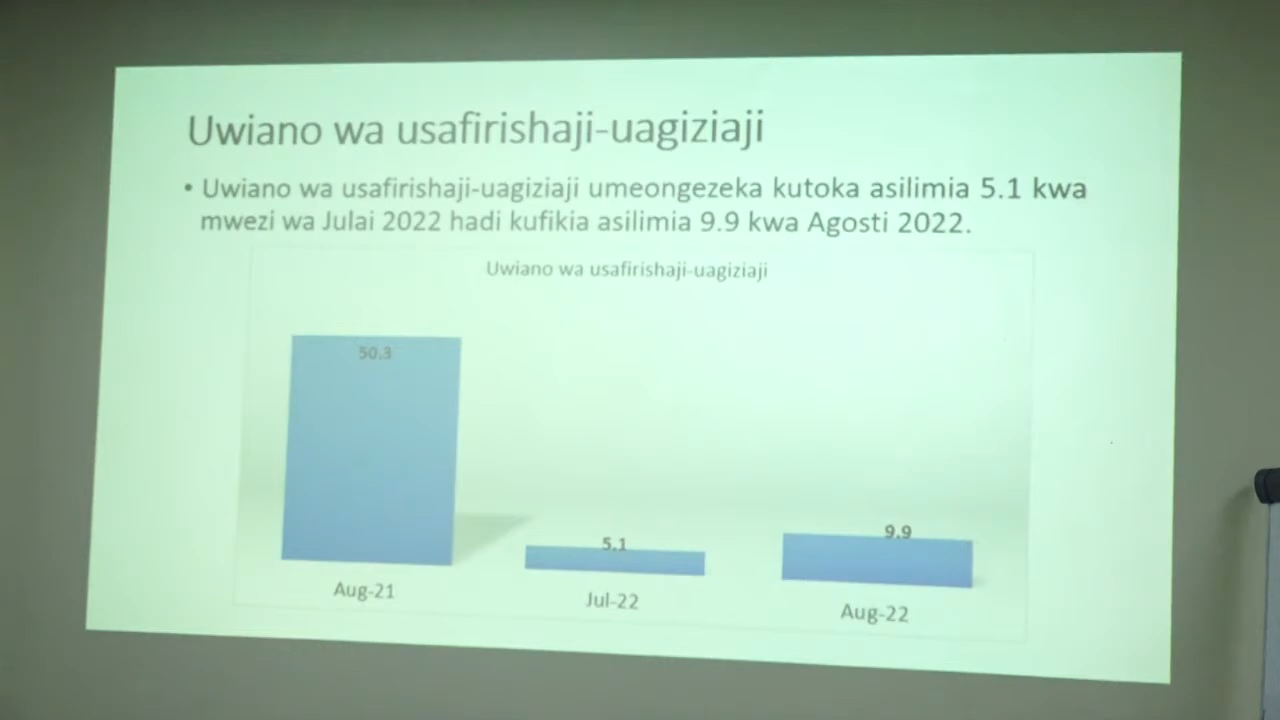 Uwiano wa usafirishaji-uagiziaji
• Uwiano wa usafirishaji-uagiziaji umeongezeka kutoka asilimia 5.1 kwa
mwezi wa Julai 2022 hadi kufikia asilimia 9.9 kwa Agosti 2022.
Uwiano wa usafirishaji-uagiziaji
50.3
5.1
9.9
Aug-21
Jul-22
Aug-22